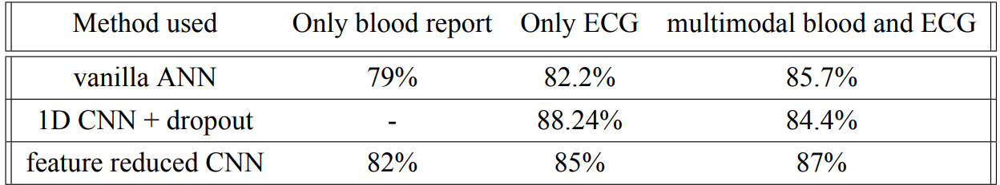 Method used Only blood report Only ECG multimodal blood and ECG
vanilla ANN 79% 82.2% 85.7%
1D CNN + dropout - 88.24% 84.4%
feature reduced CNN 82% 85% 87%